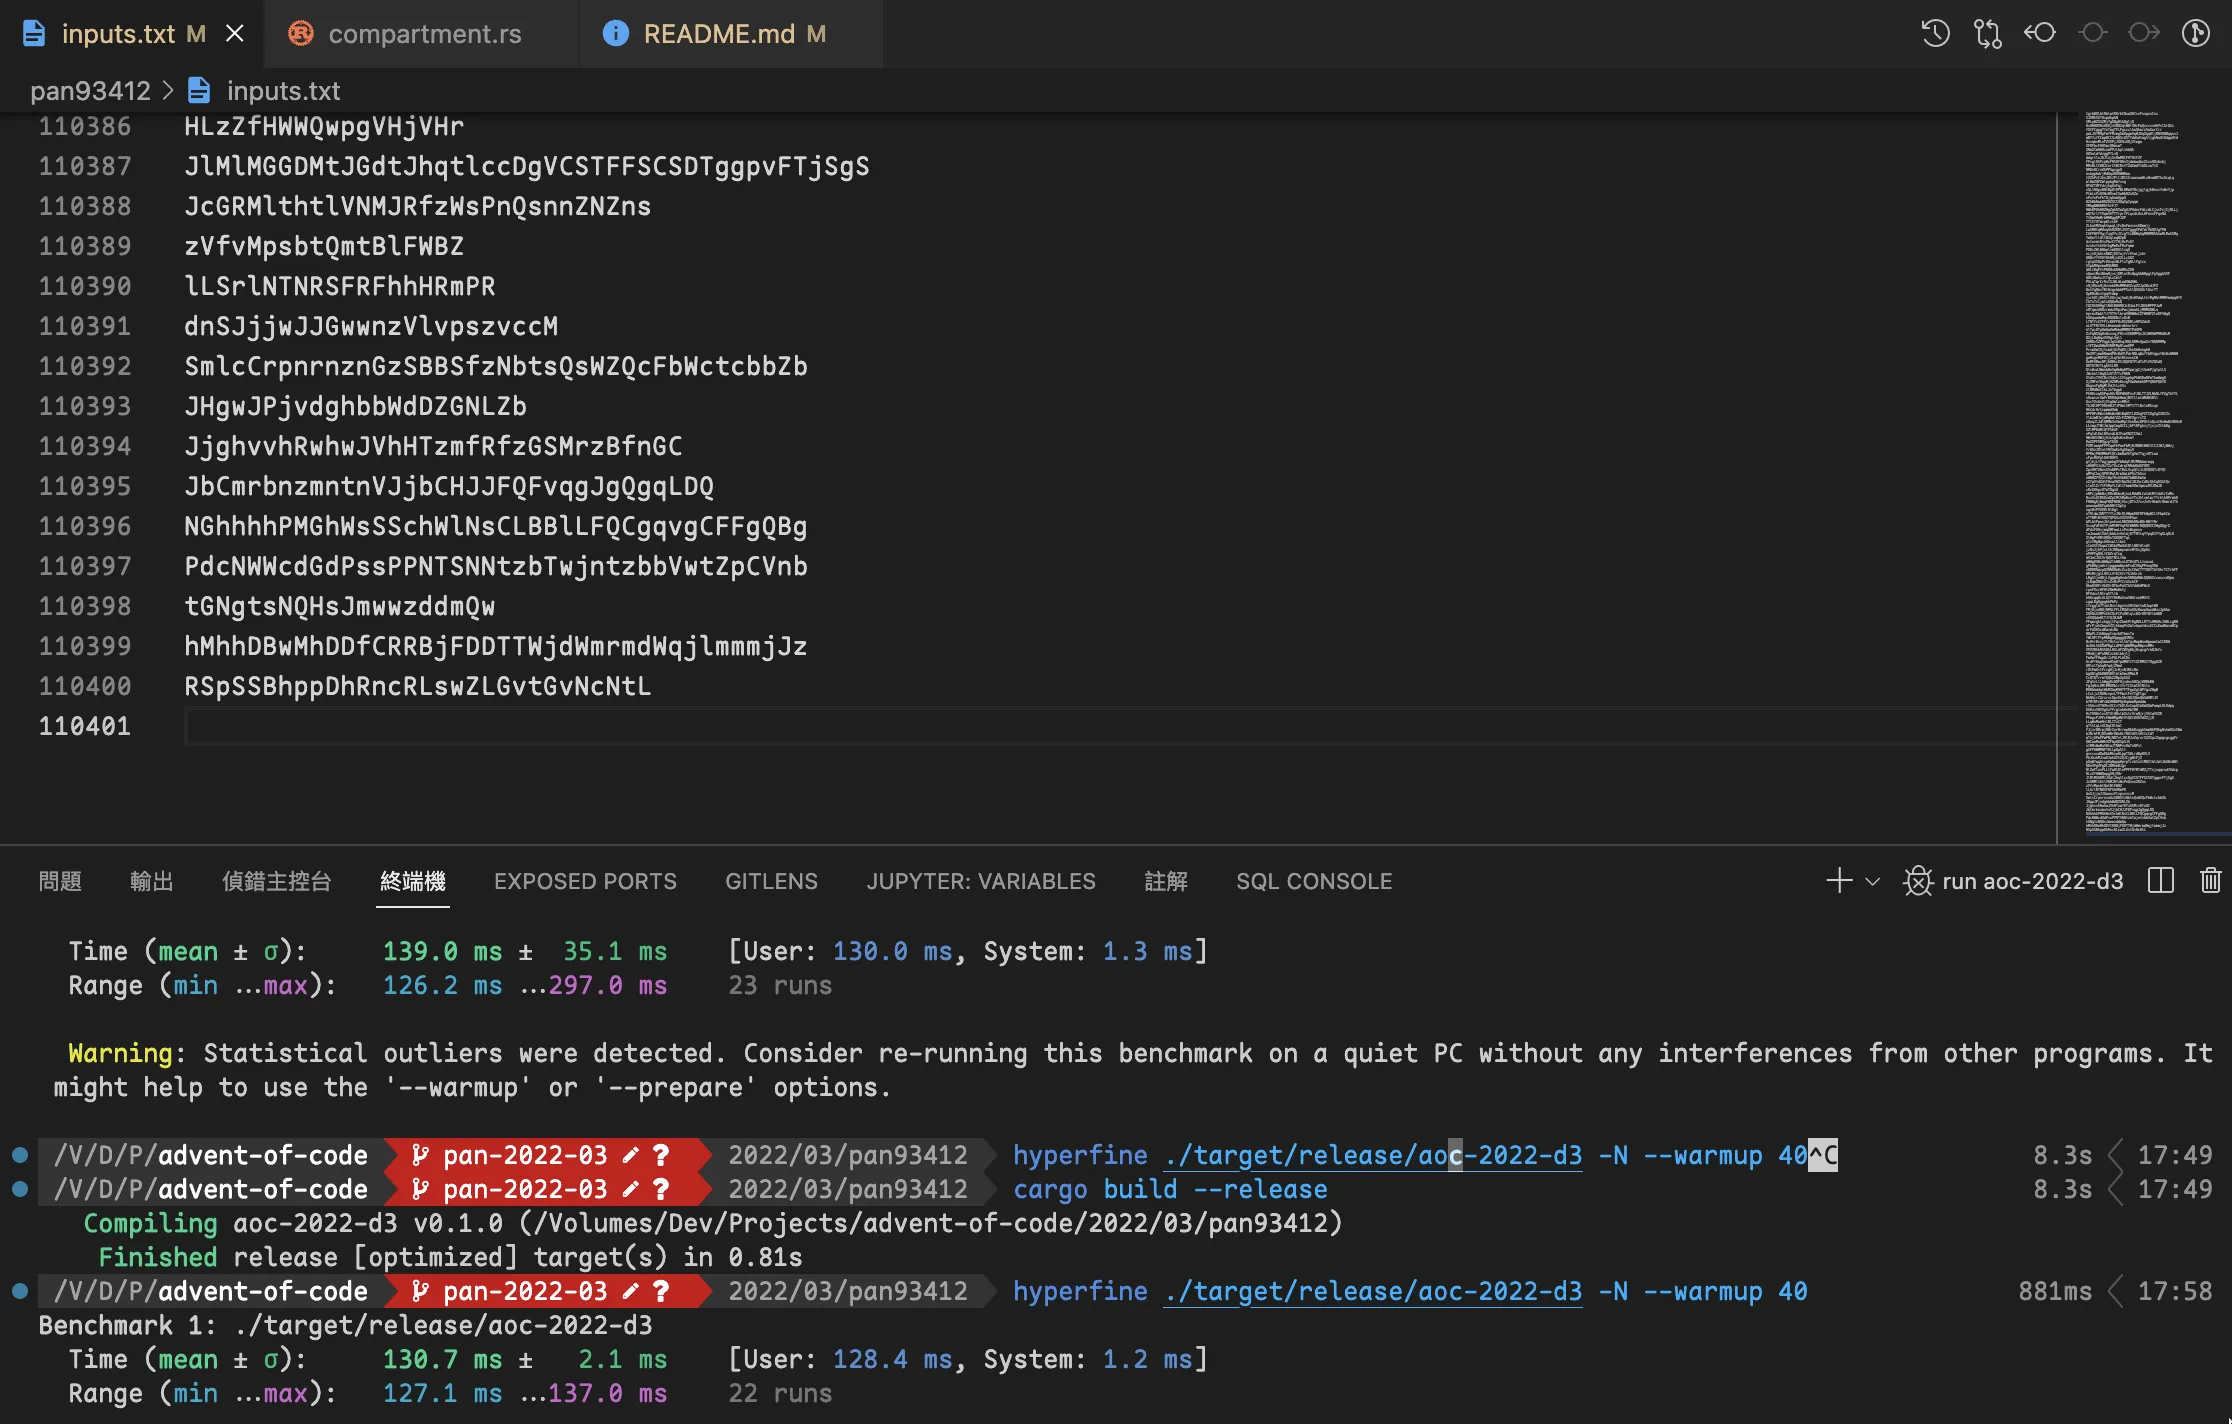 inputs.txt M
compartment.rs
README.md M
pan93412 > inputs.txt
110386 HLzZfHWWQwpgVHjVHr
110387 JlMlMGGDMtJGdtJhqtlccDgVCSTFFSCSDTggpvFTjSgS
110388 JcGRMlthtlVNMJRfzWsPnQsnnZNZns
110389 zVfvMpsbtQmtBlFWBZ
110390 lLSrlNTNRSFRFhhHRmPR
110391 dnSJjjwJJGwwnzVlvpszvccM
110392 SmlcCrpnrnznGzSBBSfzNbtsQsWZQcFbWctcbbZb
110393 JHgwJPjvdghbbWdDZGNLZb
110394 JjghvvhRwhwJVhHTzmfRfzGSMrzBfnGC
110395 JbCmrbnzmntnVJjbCHJJFQFvqgJgQgqLDQ
110396 NGhhhhPMGhWsSSchWlNsCLBBlLFQCgqvgCFFgQBg
110397 PdcNWWcdGdPssPPNTSNNtzbTwjntzbbVwtZpCVnb
110398 tGNgtsNQHsJmwwzddmQw
110399 hMhhDBwMhDDfCRRBjFDDTTWjdWmrmdWqjlmmmjJz
110400 RSpSSBhppDhRncRLswZLGvtGvNcNtL
110401
問題 輸出 偵錯主控台 終端機 EXPOSED PORTS GITLENS JUPYTER: VARIABLES 註解 SQL CONSOLE run aoc-2022-d3
Time (mean ± σ): 139.0 ms ± 35.1 ms [User: 130.0 ms, System: 1.3 ms]
Range (min …max): 126.2 ms …297.0 ms 23 runs
Warning: Statistical outliers were detected. Consider re-running this benchmark on a quiet PC without any interferences from other programs. It
might help to use the '--warmup' or '--prepare' options.
/V/D/P/advent-of-code pan-2022-03 ? 2022/03/pan93412 hyperfine ./target/release/aoc-2022-d3 -N --warmup 40^C 8.3s 17:49
/V/D/P/advent-of-code pan-2022-03 ? 2022/03/pan93412 cargo build --release 8.3s 17:49
Compiling aoc-2022-d3 v0.1.0 (/Volumes/Dev/Projects/advent-of-code/2022/03/pan93412)
Finished release [optimized] target(s) in 0.81s
/V/D/P/advent-of-code pan-2022-03 ? 2022/03/pan93412 hyperfine ./target/release/aoc-2022-d3 -N --warmup 40 881ms 17:58
Benchmark 1: ./target/release/aoc-2022-d3
Time (mean ± σ): 130.7 ms ± 2.1 ms [User: 128.4 ms, System: 1.2 ms]
Range (min …max): 127.1 ms …137.0 ms 22 runs